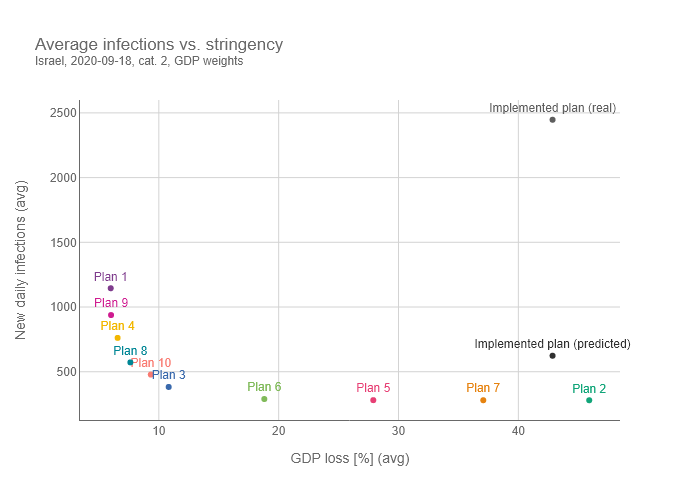 Average infections vs. stringency
Israel, 2020-09-18, cat. 2, GDP weights
2500
Implemented plan (real)
2000
1500
Plan 1
Plan 9
1000
Plan 4
Implemented plan (predicted)
Plan 8
Plan 10
Plan 3
500
Plan 6
Plan 5
Plan 7
Plan 2
10
20
30
40
New daily infections (avg)
GDP loss [%] (avg)